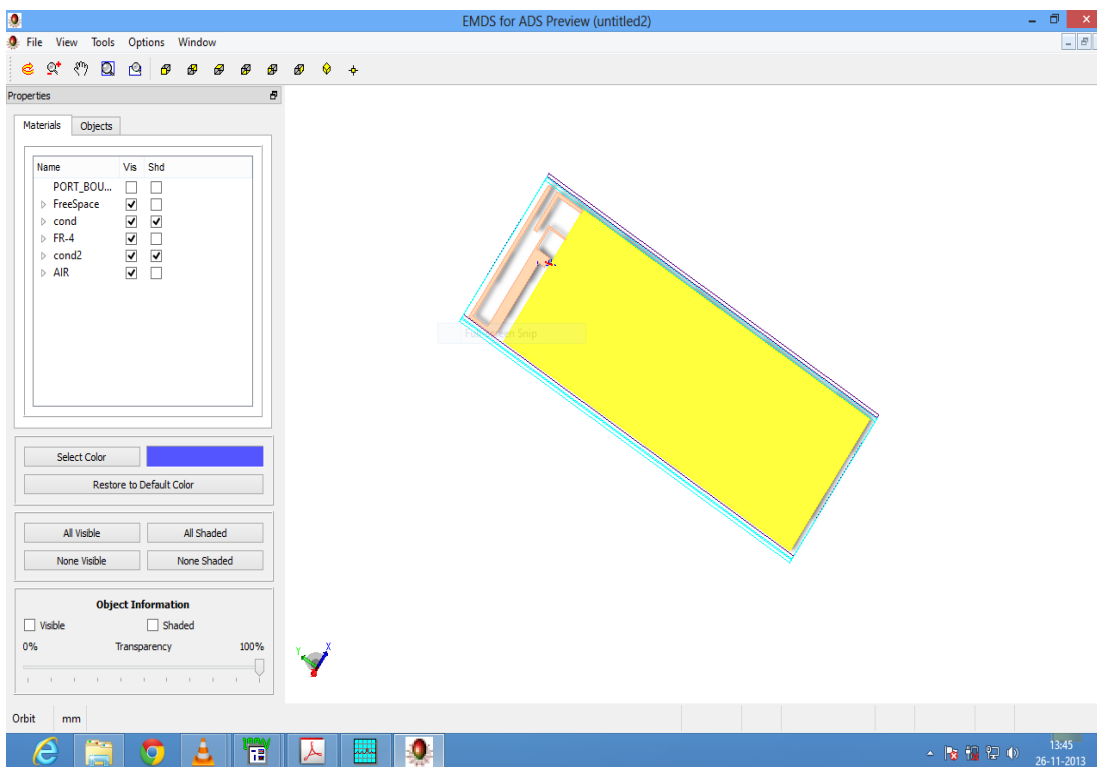 EMDS for ADS Preview (untitled2)
File View Tools Options Window
Properties
Materials Objects
Name Vis Shd
PORT_BOU...
FreeSpace
cond
FR-4
cond2
AIR
Select Color
Restore to Default Color
All Visible All Shaded
None Visible None Shaded
Object Information
Visible Shaded
0% Transparency 100%
Snip
Y X
Orbit mm
13:45
26-11-2013